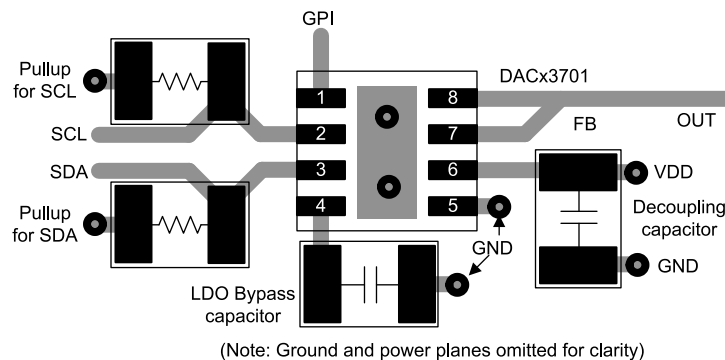 GPI
Pullup
for SCL
DACx3701
1
8
SCL
2
7
FB
OUT
SDA
3
6
VDD
4
5
Pullup
for SDA
Decoupling
capacitor
GND
GND
LDO Bypass
capacitor
(Note: Ground and power planes omitted for clarity)